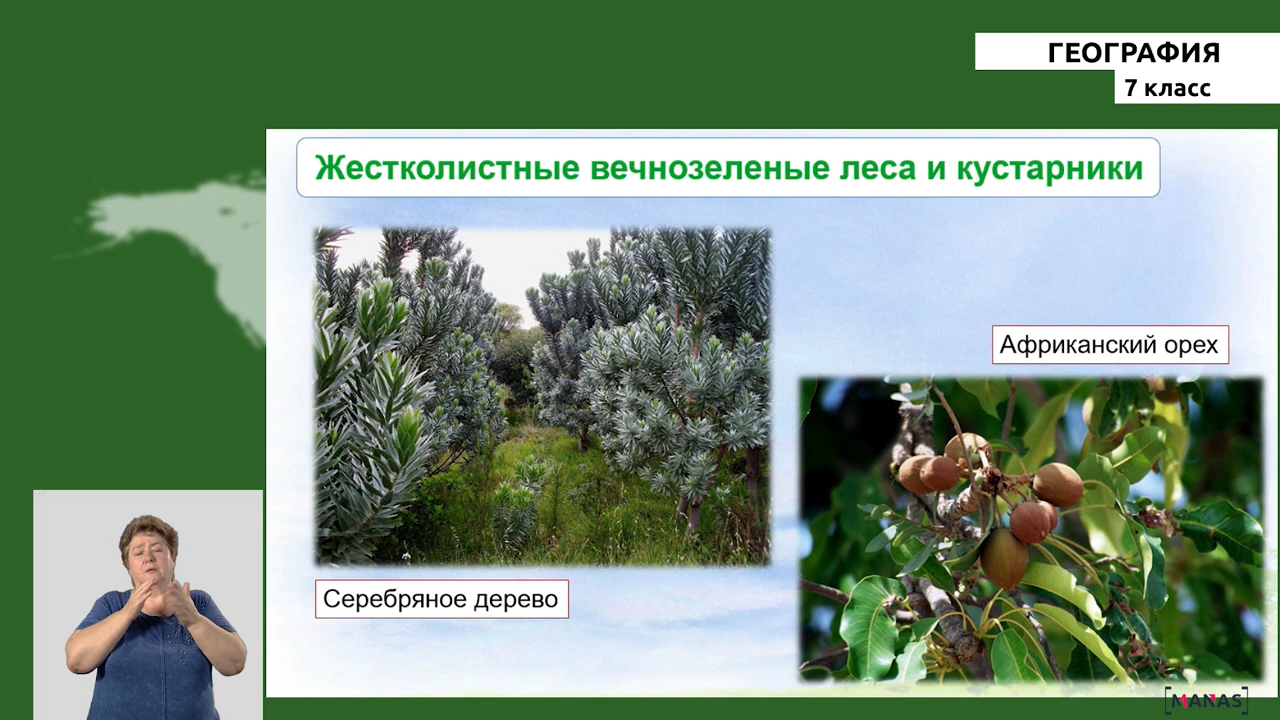 ГЕОГРАФИЯ
7 класс
Жестколистные вечнозеленые леса и кустарники
Африканский орех
Серебряное дерево
[MANAS]